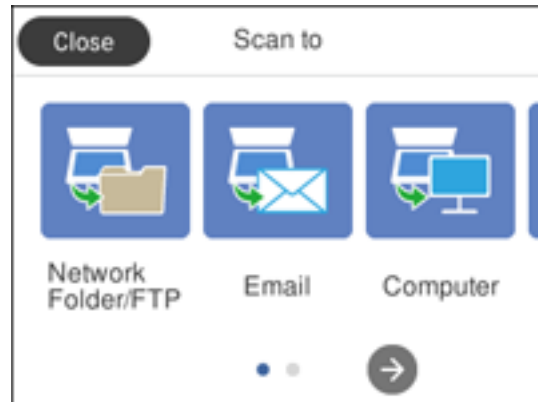 Close
Scan to
Network
Folder/FTP
Email
Computer